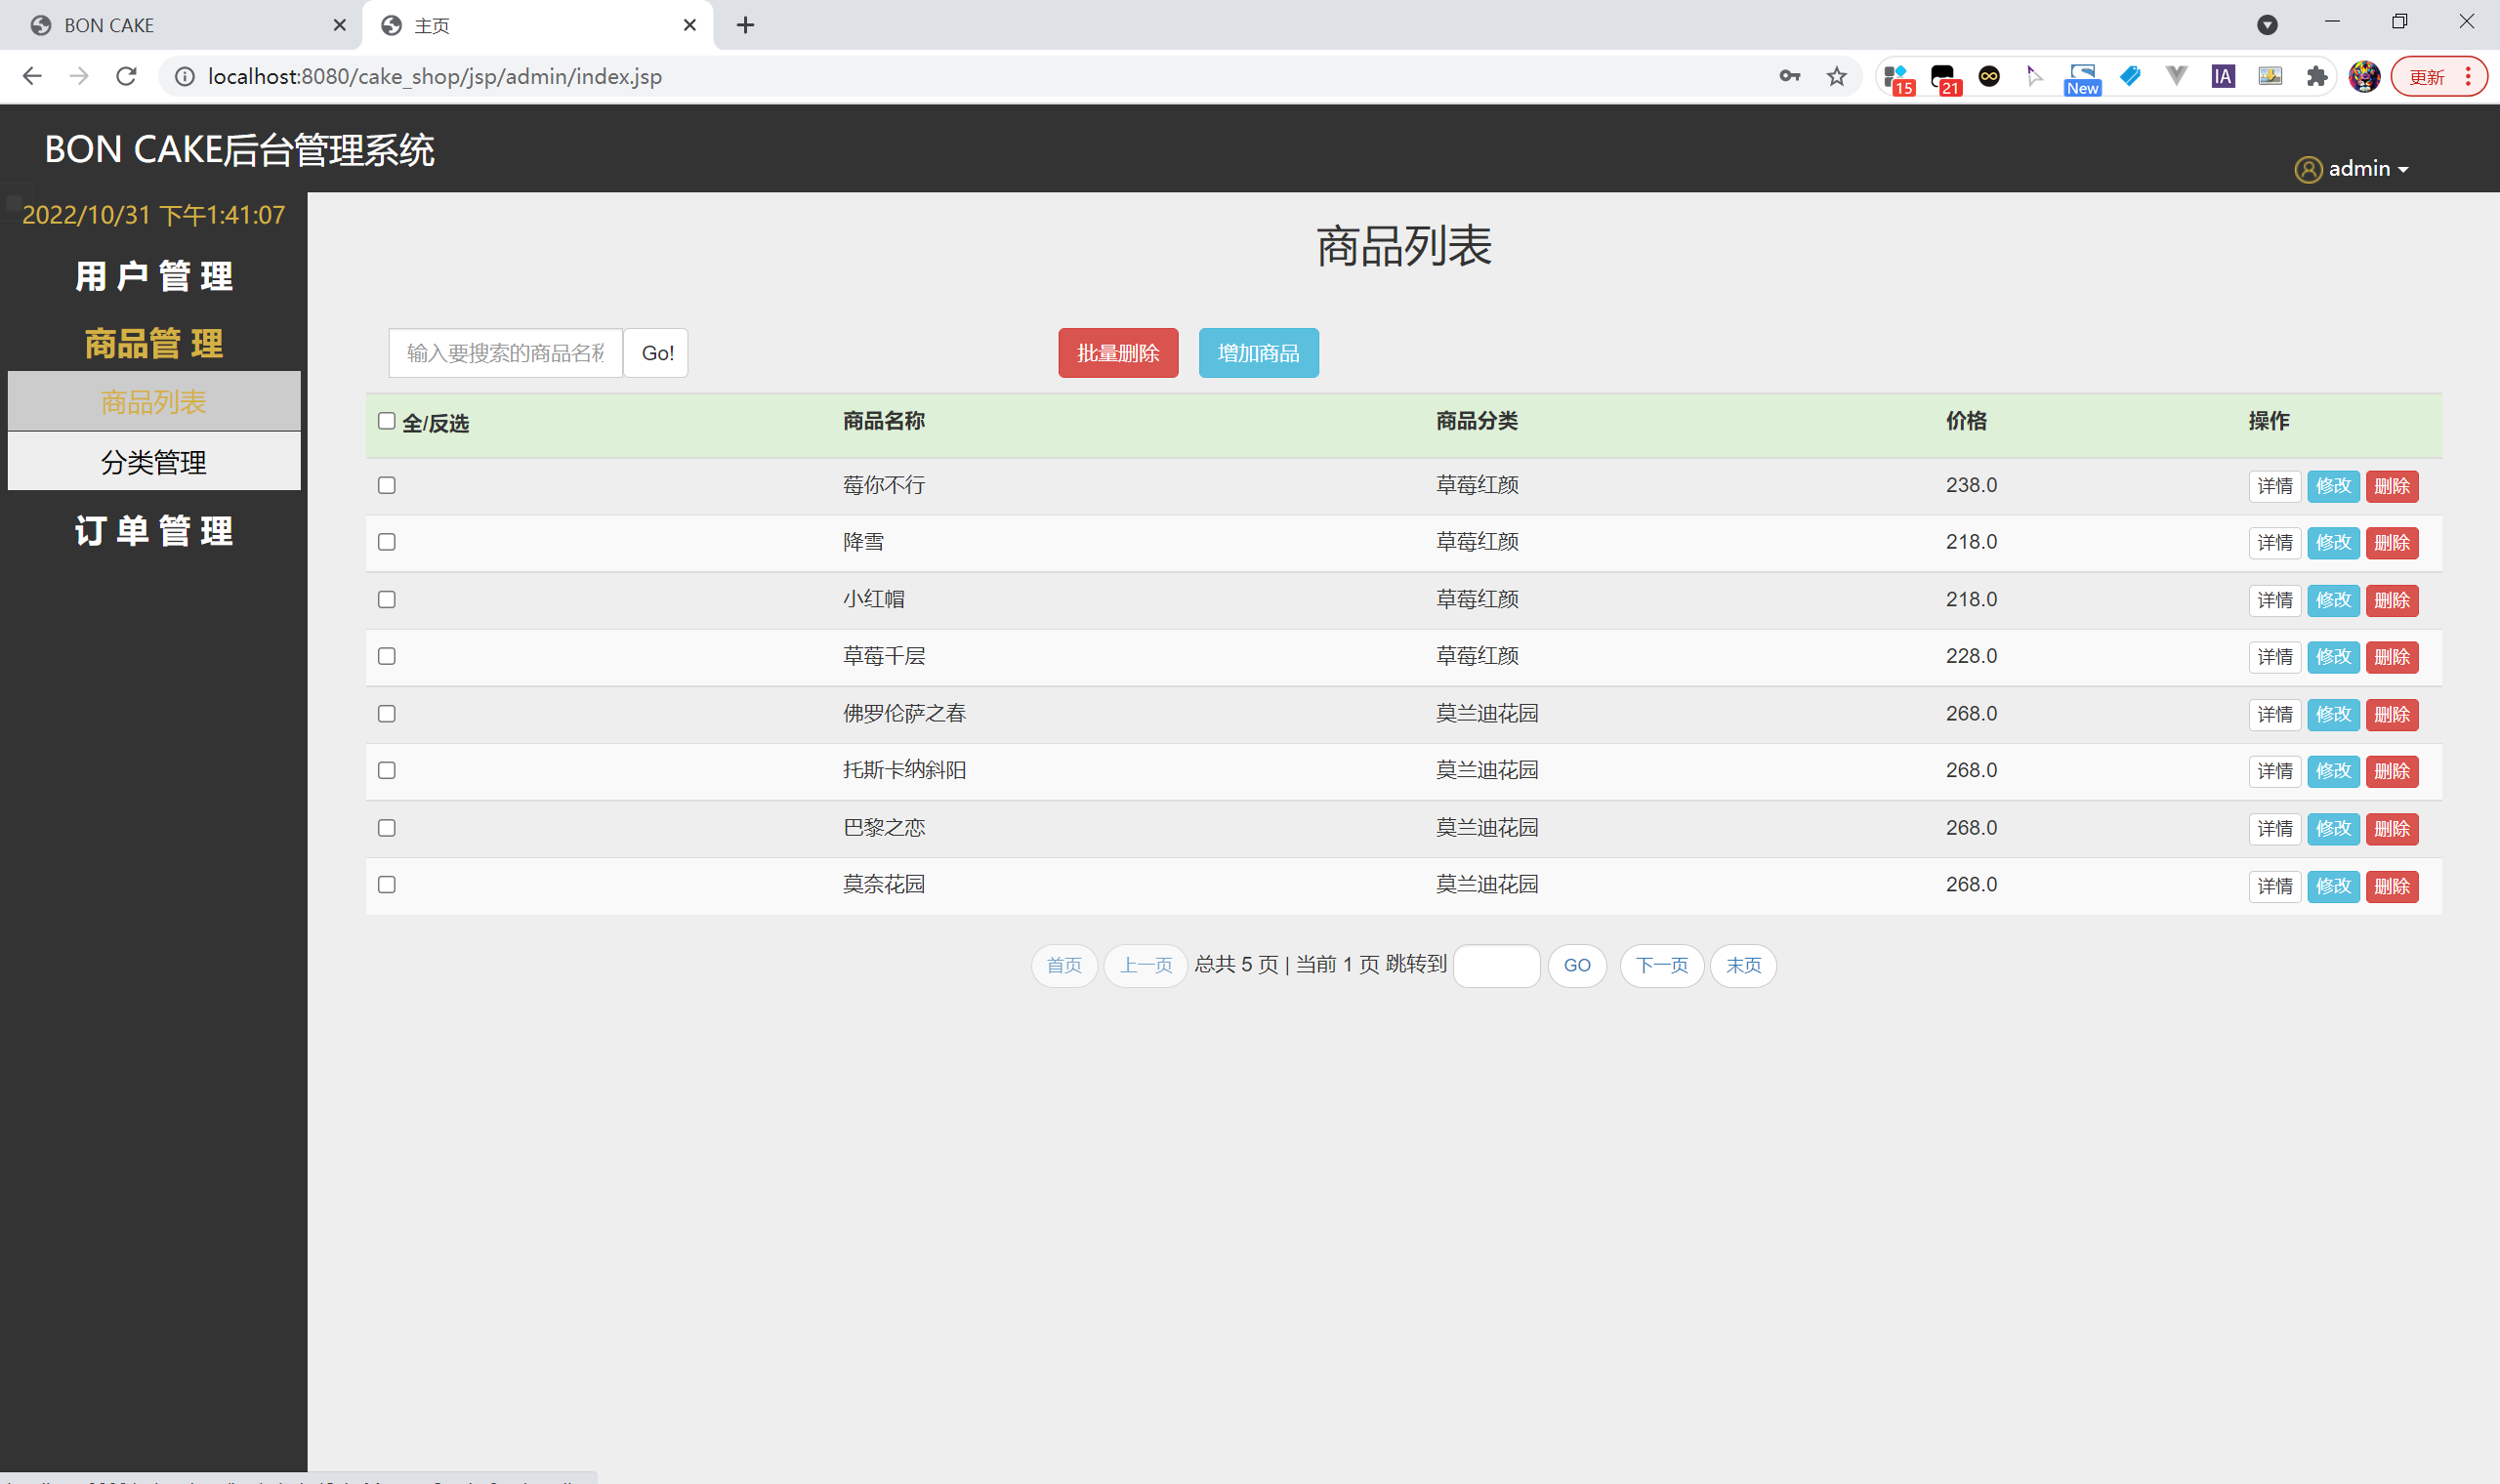 BON CAKE
主页
localhost:8080/cake_shop/jsp/admin/index.jsp
15
21
New
IA
更新
BON CAKE后台管理系统
admin
2022/10/31 下午1:41:07
用 户 管 理
商品管 理
商品列表
分类管理
订 单 管 理
商品列表
输入要搜索的商品名称 Go! 批量删除 增加商品
全/反选 商品名称 商品分类 价格 操作
莓你不行 草莓红颜 238.0 详情 修改 删除
降雪 草莓红颜 218.0 详情 修改 删除
小红帽 草莓红颜 218.0 详情 修改 删除
草莓千层 草莓红颜 228.0 详情 修改 删除
佛罗伦萨之春 莫兰迪花园 268.0 详情 修改 删除
托斯卡纳斜阳 莫兰迪花园 268.0 详情 修改 删除
巴黎之恋 莫兰迪花园 268.0 详情 修改 删除
莫奈花园 莫兰迪花园 268.0 详情 修改 删除
首页 上一页 总共 5 页 | 当前 1 页 跳转到 GO 下一页 末页